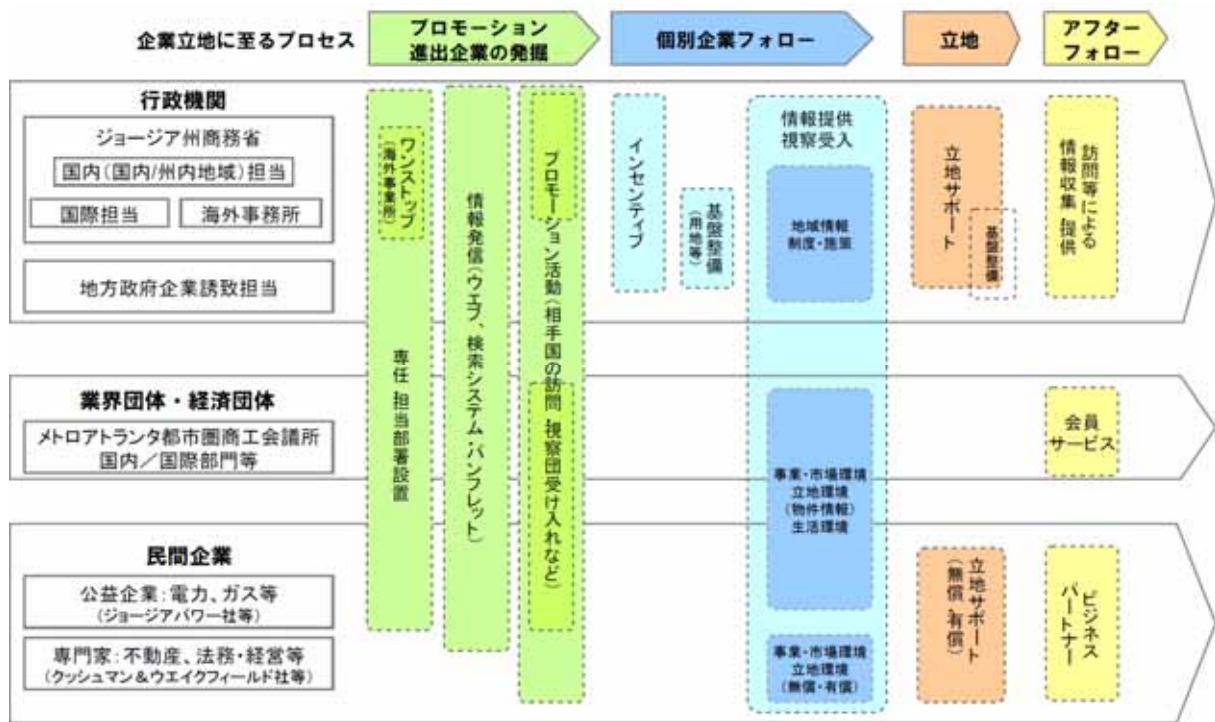 企業立地に至るプロセス
プロモーション
進出企業の発掘
個別企業フォロー
立地
アフター
フォロー
行政機関
ジョージア州商務省
国内（国内/州内地域）担当
国際担当
海外事務所
地方政府企業誘致担当
ワンストップ
（海外事業所）
専任・担当部署設置
情報発信（ウェブ、検索システム・パンフレット）
プロモーション活動（相手国の訪問・視察団受け入れなど）
インセンティブ
基盤整備
（用地等）
情報提供
視察受入
地域情報
制度・施策
立地サポート
基盤整備
訪問等による
情報収集・提供
業界団体・経済団体
メトロアトランタ都市圏商工会議所
国内／国際部門等
事業・市場環境
立地環境
（物件情報）
生活環境
会員
サービス
民間企業
公益企業：電力、ガス等
（ジョージアパワー社等）
専門家：不動産、法務・経営等
（クッシュマン＆ウエイクフィールド社等）
事業・市場環境
立地環境
（無償・有償）
立地サポート
（無償・有償）
ビジネス
パートナー